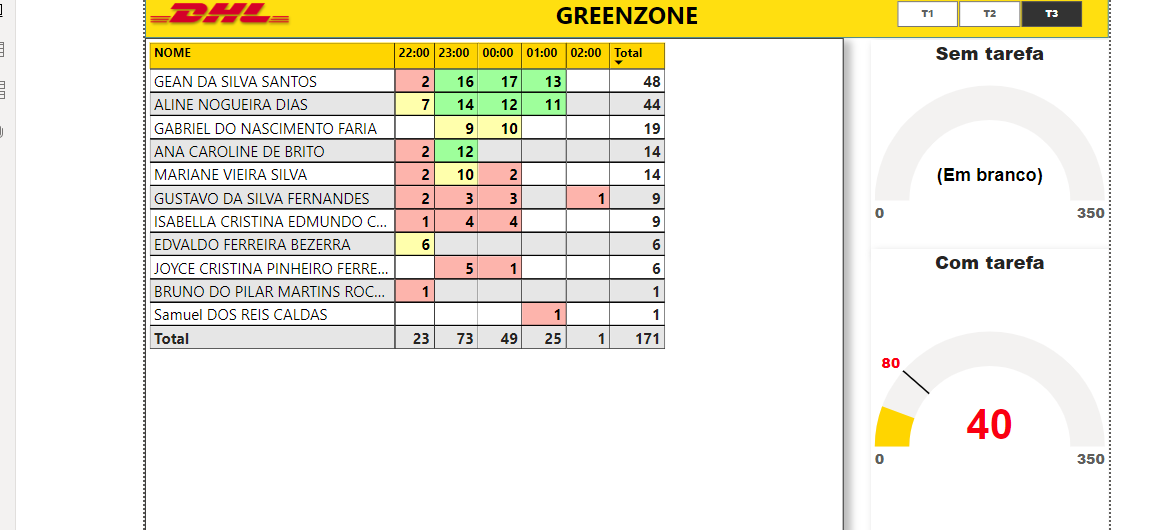 DHL
GREENZONE
T1 T2 T3
NOME 22:00 23:00 00:00 01:00 02:00 Total
GEAN DA SILVA SANTOS 2 16 17 13 48
ALINE NOGUEIRA DIAS 7 14 12 11 44
GABRIEL DO NASCIMENTO FARIA 9 10 19
ANA CAROLINE DE BRITO 2 12 14
MARIANE VIEIRA SILVA 2 10 2 14
GUSTAVO DA SILVA FERNANDES 2 3 3 1 9
ISABELLA CRISTINA EDMUNDO C... 1 4 4 9
EDVALDO FERREIRA BEZERRA 6 6
JOYCE CRISTINA PINHEIRO FERRE... 5 1 6
BRUNO DO PILAR MARTINS ROC... 1 1
Samuel DOS REIS CALDAS 1 1
Total 23 73 49 25 1 171
Sem tarefa
(Em branco)
0 350
Com tarefa
80
40
0 350